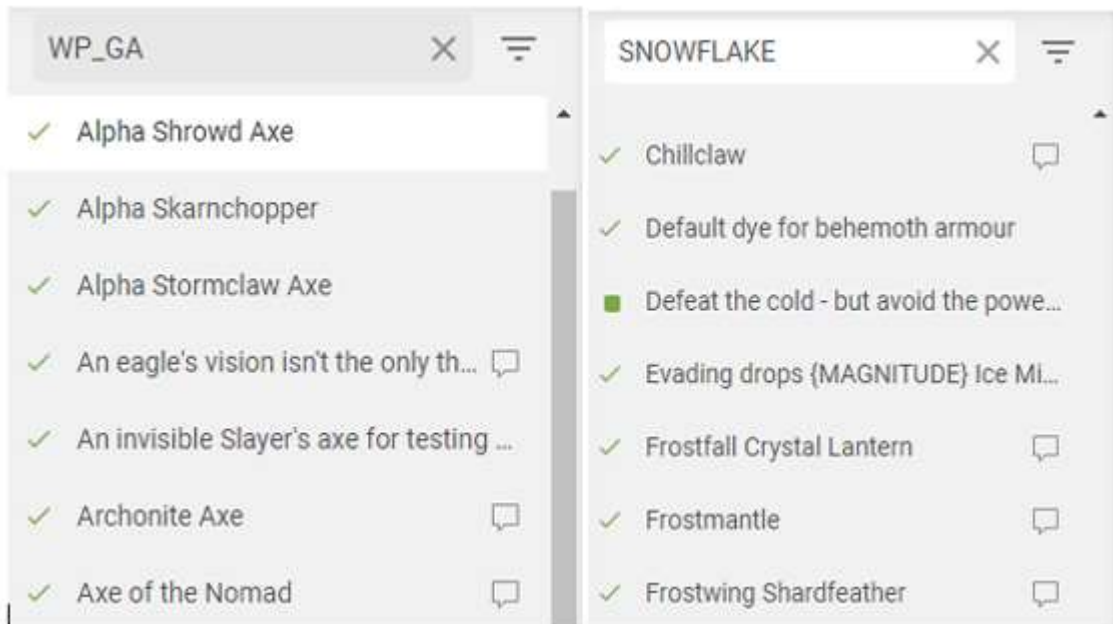 WP_GA
Alpha Shrowd Axe
Alpha Skarnchopper
Alpha Stormclaw Axe
An eagle's vision isn't the only th...
An invisible Slayer's axe for testing ...
Archonite Axe
Axe of the Nomad
SNOWFLAKE
Chillclaw
Default dye for behemoth armour
Defeat the cold - but avoid the powe...
Evading drops {MAGNITUDE} Ice Mi...
Frostfall Crystal Lantern
Frostmantle
Frostwing Shardfeather